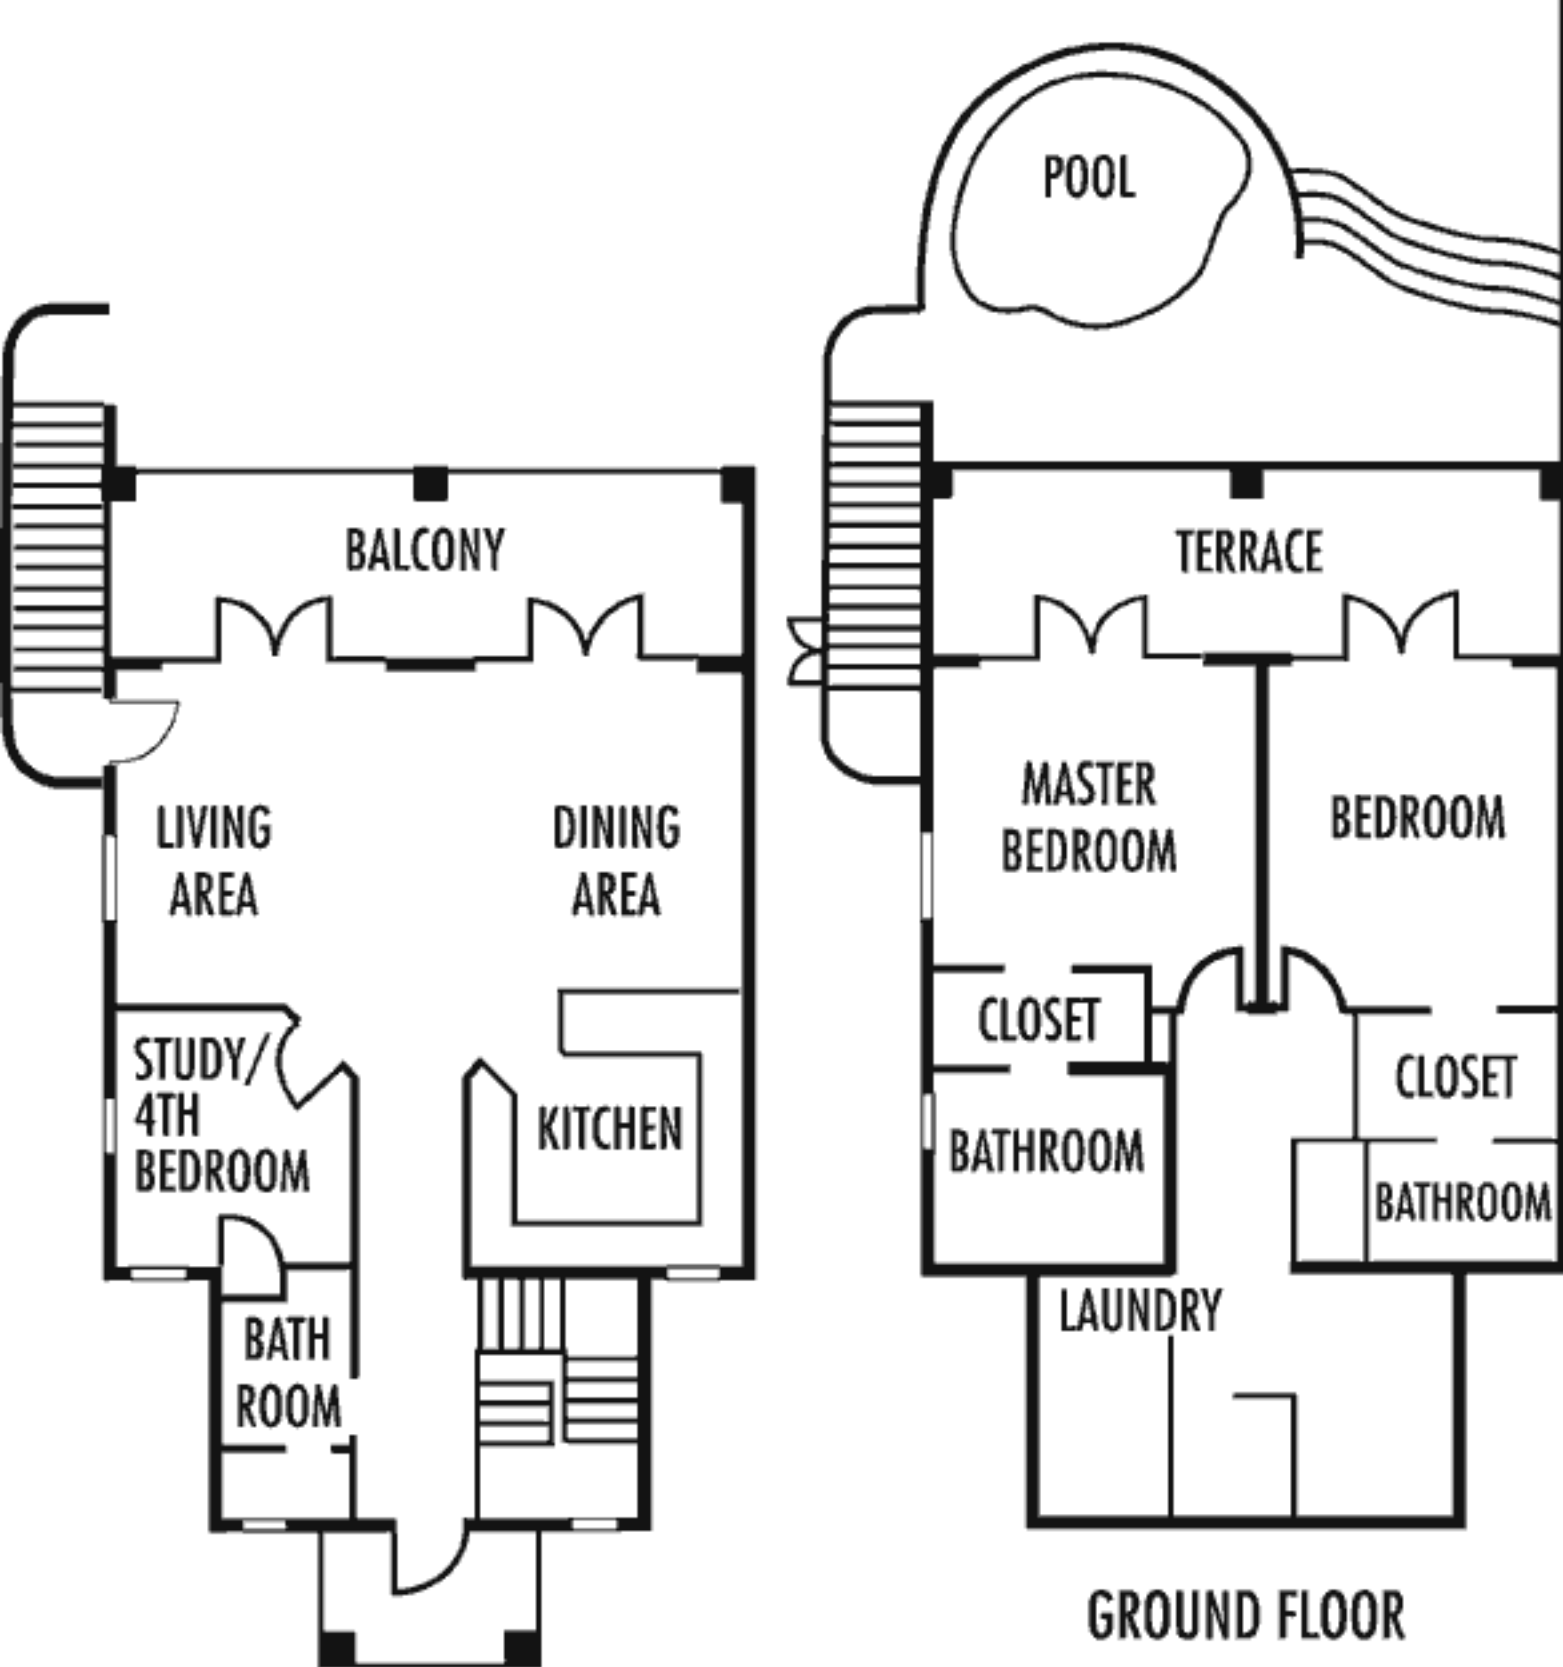 BALCONY
LIVING
AREA
DINING
AREA
STUDY/
4TH
BEDROOM
KITCHEN
BATH
ROOM
POOL
TERRACE
MASTER
BEDROOM
BEDROOM
CLOSET
CLOSET
BATHROOM
BATHROOM
LAUNDRY
GROUND FLOOR